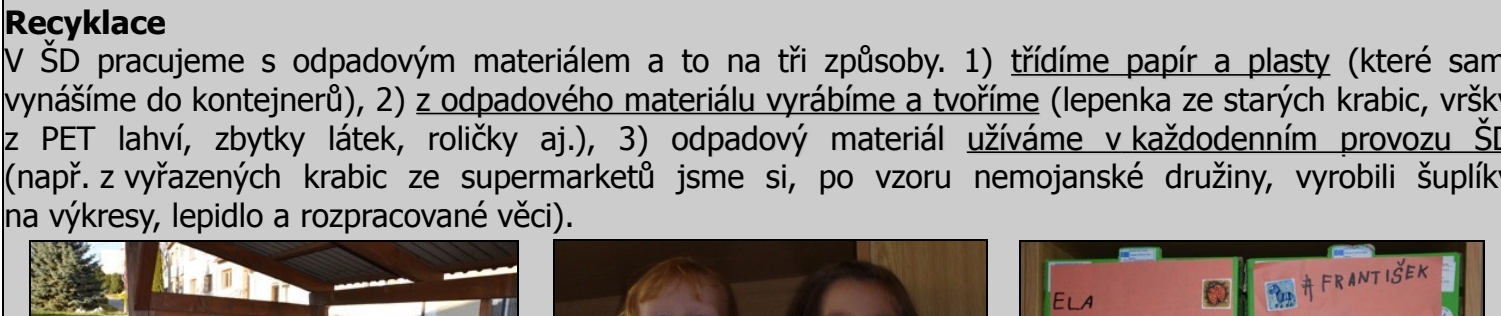 Recyklace
V ŠD pracujeme s odpadovým materiálem a to na tři způsoby. 1) třídíme papír a plasty (které sam
vynášíme do kontejnerů), 2) z odpadového materiálu vyrábíme a tvoříme (lepenka ze starých krabic, vršky
z PET lahví, zbytky látek, roličky aj.), 3) odpadový materiál užíváme v každodenním provozu ŠD
(např. z vyřazených krabic ze supermarketů jsme si, po vzoru nemojanské družiny, vyrobili šuplíky
na výkresy, lepidlo a rozpracované věci).
ELA
FRANTIŠEK